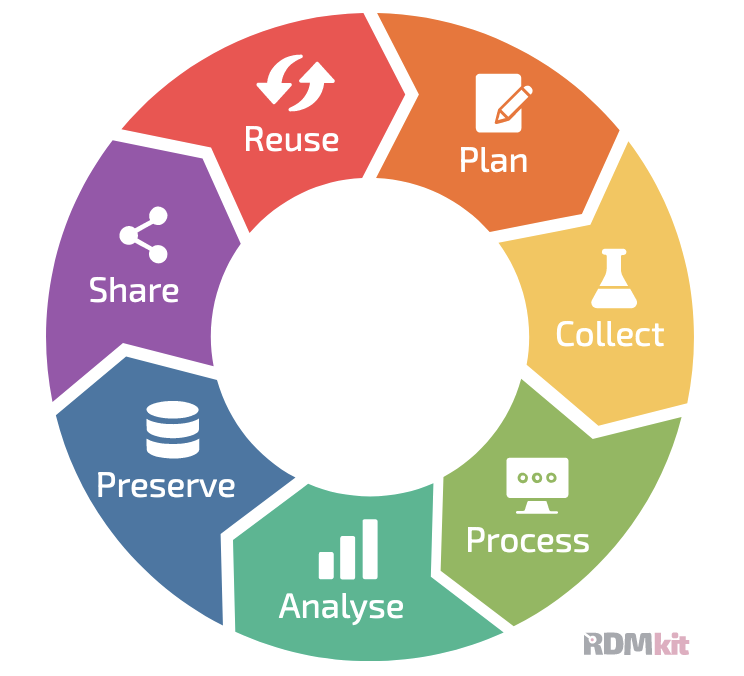 Reuse
Plan
Share
Collect
Preserve
Process
Analyse
RDMkit